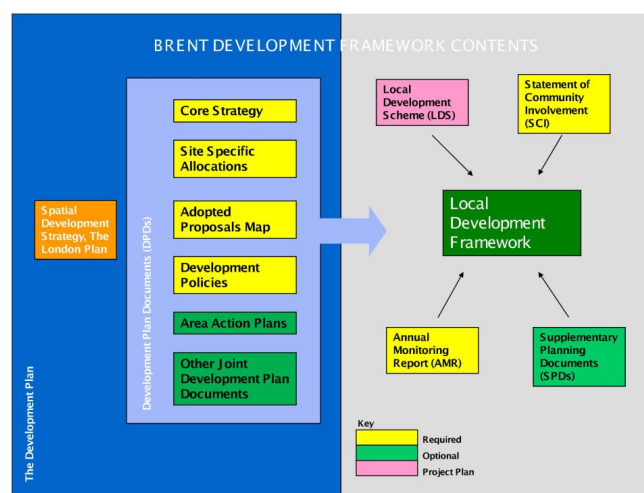 BRENT DEVELOPMENT FRAMEWORK CONTENTS
The Development Plan
Spatial
Development
Strategy, The
London Plan
Development Plan Documents (DPDs)
Core Strategy
Site Specific
Allocations
Adopted
Proposals Map
Development
Policies
Area Action Plans
Other Joint
Development Plan
Documents
Local
Development
Scheme (LDS)
Statement of
Community
Involvement
(SCI)
Local
Development
Framework
Annual
Monitoring
Report (AMR)
Supplementary
Planning
Documents
(SPDs)
Key
Required
Optional
Project Plan